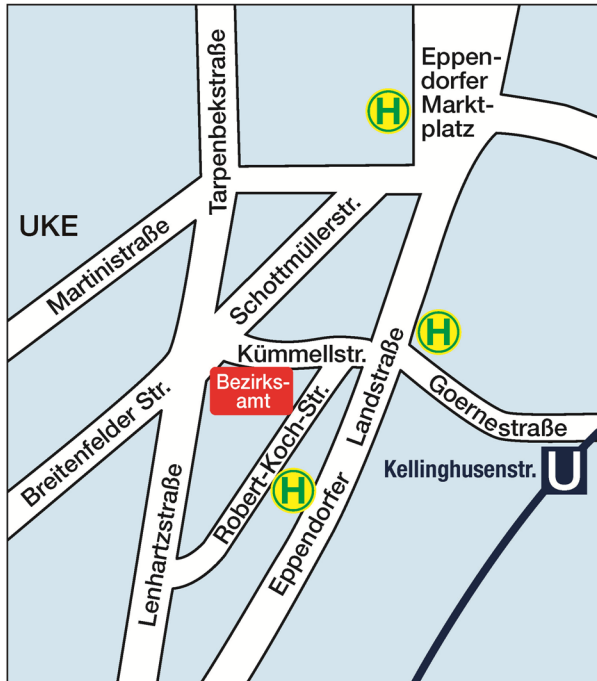 Eppen-
dorfer
Markt-
platz
H
Tarpenbekstraße
UKE
Martinistraße
Schottmüllerstr.
H
Kümmellstr.
Bezirks-
amt
Landstraße
Goernestraße
Breitenfelder Str.
Robert-Koch-Str.
Kellinghusenstr.
U
H
Eppendorfer
Lenhartzstraße